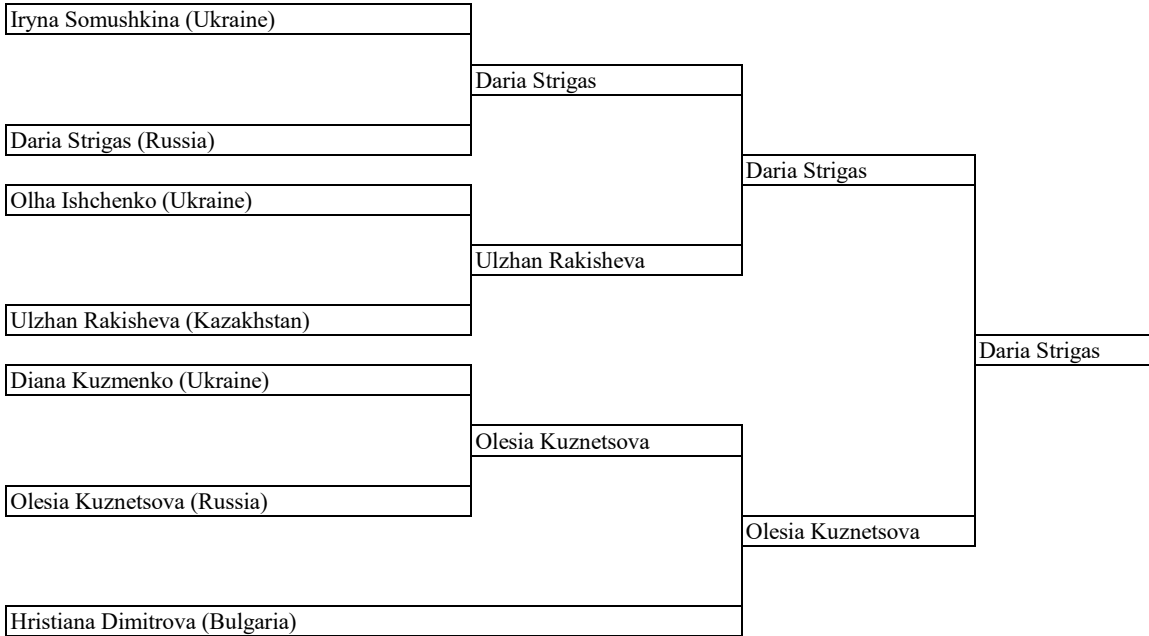 Iryna Somushkina (Ukraine)
Daria Strigas
Daria Strigas (Russia)
Daria Strigas
Olha Ishchenko (Ukraine)
Ulzhan Rakisheva
Ulzhan Rakisheva (Kazakhstan)
Daria Strigas
Diana Kuzmenko (Ukraine)
Olesia Kuznetsova
Olesia Kuznetsova (Russia)
Olesia Kuznetsova
Hristiana Dimitrova (Bulgaria)